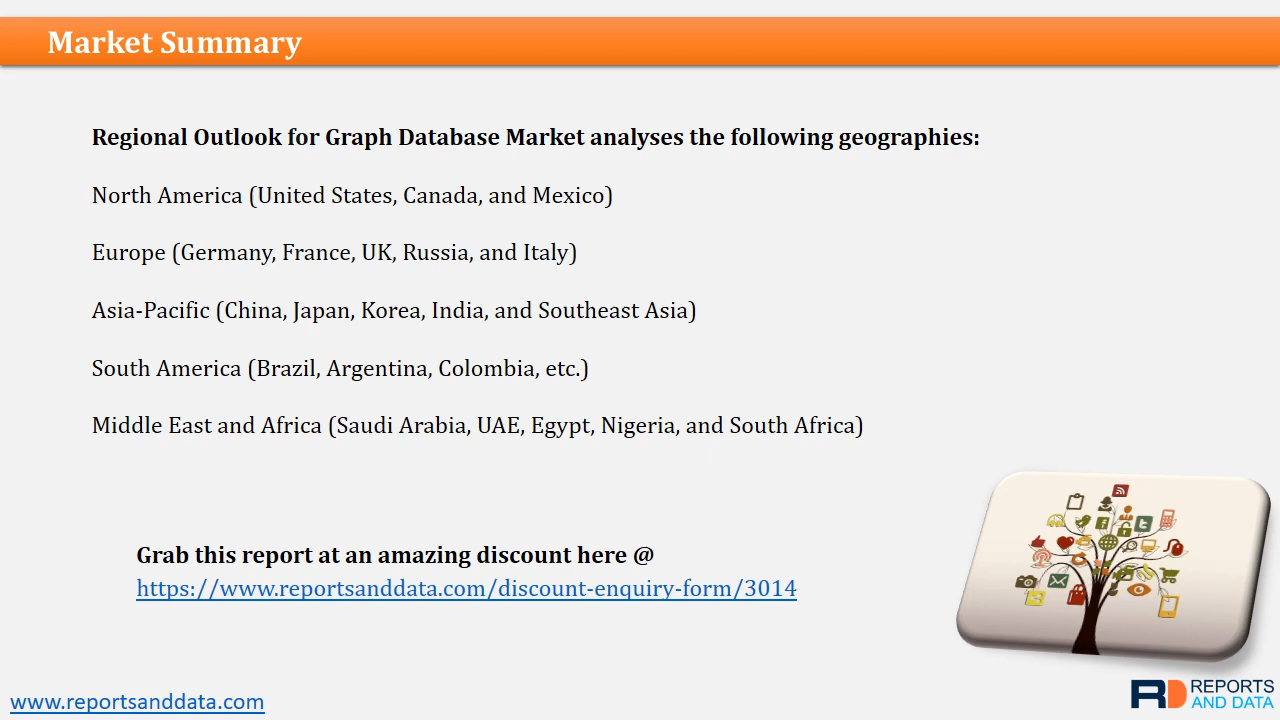 Market Summary
Regional Outlook for Graph Database Market analyses the following geographies:
North America (United States, Canada, and Mexico)
Europe (Germany, France, UK, Russia, and Italy)
Asia-Pacific (China, Japan, Korea, India, and Southeast Asia)
South America (Brazil, Argentina, Colombia, etc.)
Middle East and Africa (Saudi Arabia, UAE, Egypt, Nigeria, and South Africa)
Grab this report at an amazing discount here @
https://www.reportsanddata.com/discount-enquiry-form/3014
www.reportsanddata.com
RD REPORTS
AND DATA